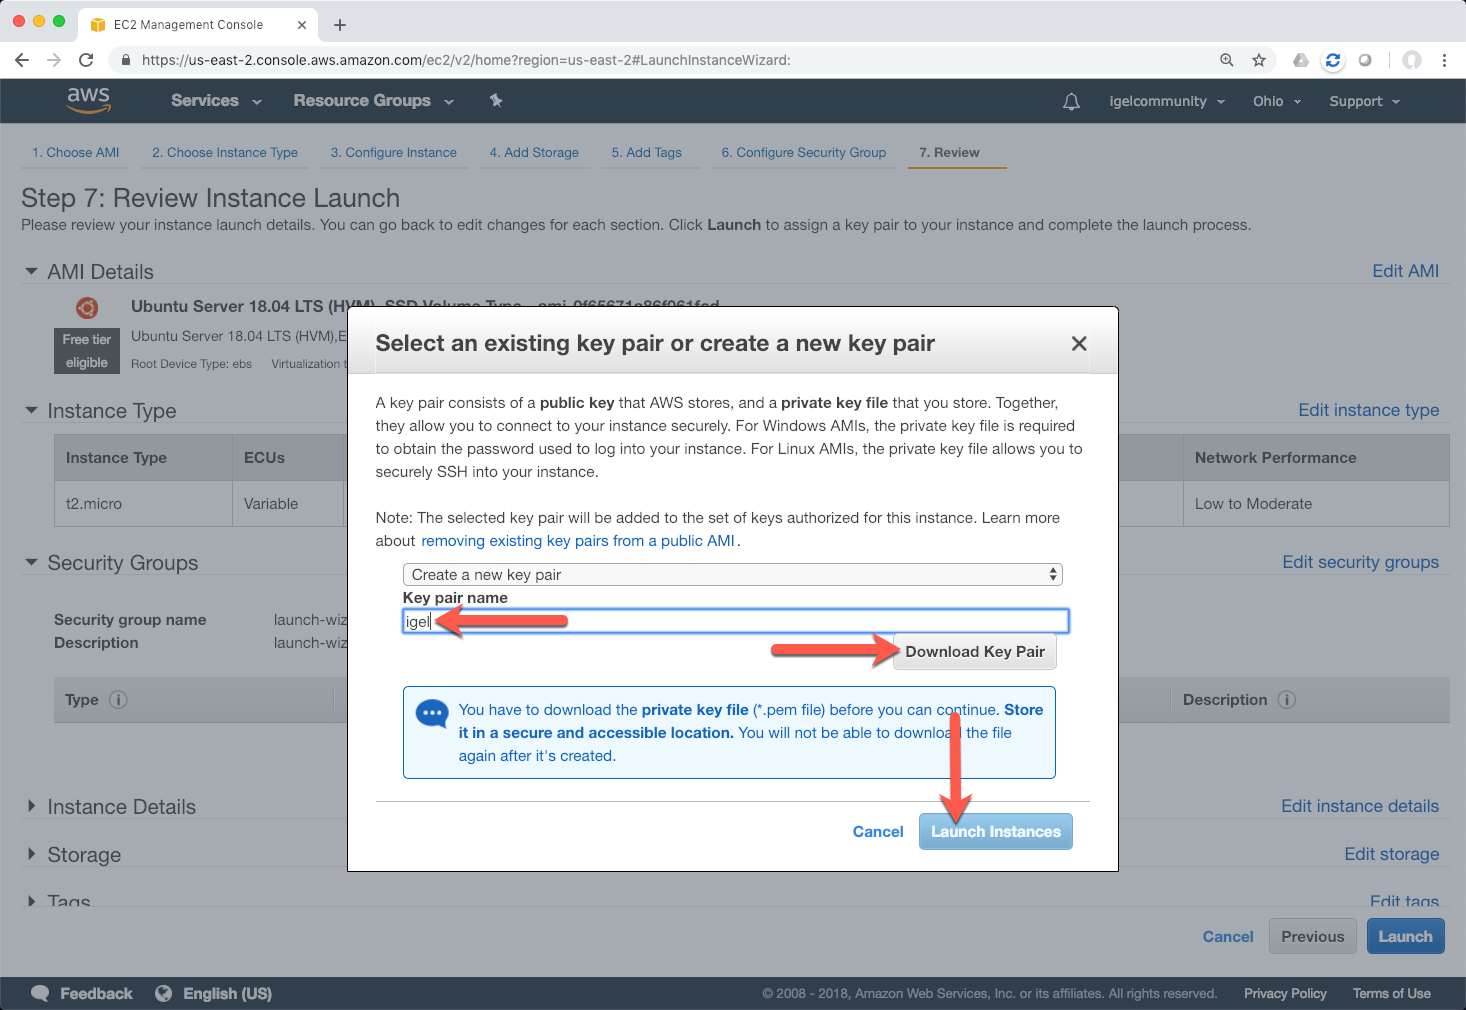 EC2 Management Console
https://us-east-2.console.aws.amazon.com/ec2/v2/home?region=us-east-2#LaunchInstanceWizard:
aws Services Resource Groups igelcommunity Ohio Support
1. Choose AMI 2. Choose Instance Type 3. Configure Instance 4. Add Storage 5. Add Tags 6. Configure Security Group 7. Review
Step 7: Review Instance Launch
Please review your instance launch details. You can go back to edit changes for each section. Click Launch to assign a key pair to your instance and complete the launch process.
AMI Details Edit AMI
Ubuntu Server 18.04 LTS (HVM), SSD Volume Type
Free tier eligible
Ubuntu Server 18.04 LTS (HVM),E
Root Device Type: ebs Virtualization t
Instance Type Edit instance type
Instance Type ECUs Network Performance
t2.micro Variable Low to Moderate
Security Groups Edit security groups
Security group name launch-wiz
Description launch-wiz
Type Description
Instance Details Edit instance details
Storage Edit storage
Tags Edit tags
Select an existing key pair or create a new key pair
A key pair consists of a public key that AWS stores, and a private key file that you store. Together,
they allow you to connect to your instance securely. For Windows AMIs, the private key file is required
to obtain the password used to log into your instance. For Linux AMIs, the private key file allows you to
securely SSH into your instance.
Note: The selected key pair will be added to the set of keys authorized for this instance. Learn more
about removing existing key pairs from a public AMI.
Create a new key pair
Key pair name
igel
Download Key Pair
You have to download the private key file (*.pem file) before you can continue. Store
it in a secure and accessible location. You will not be able to download the file
again after it's created.
Cancel Launch Instances
Cancel Previous Launch
Feedback English (US) © 2008 - 2018, Amazon Web Services, Inc. or its affiliates. All rights reserved. Privacy Policy Terms of Use